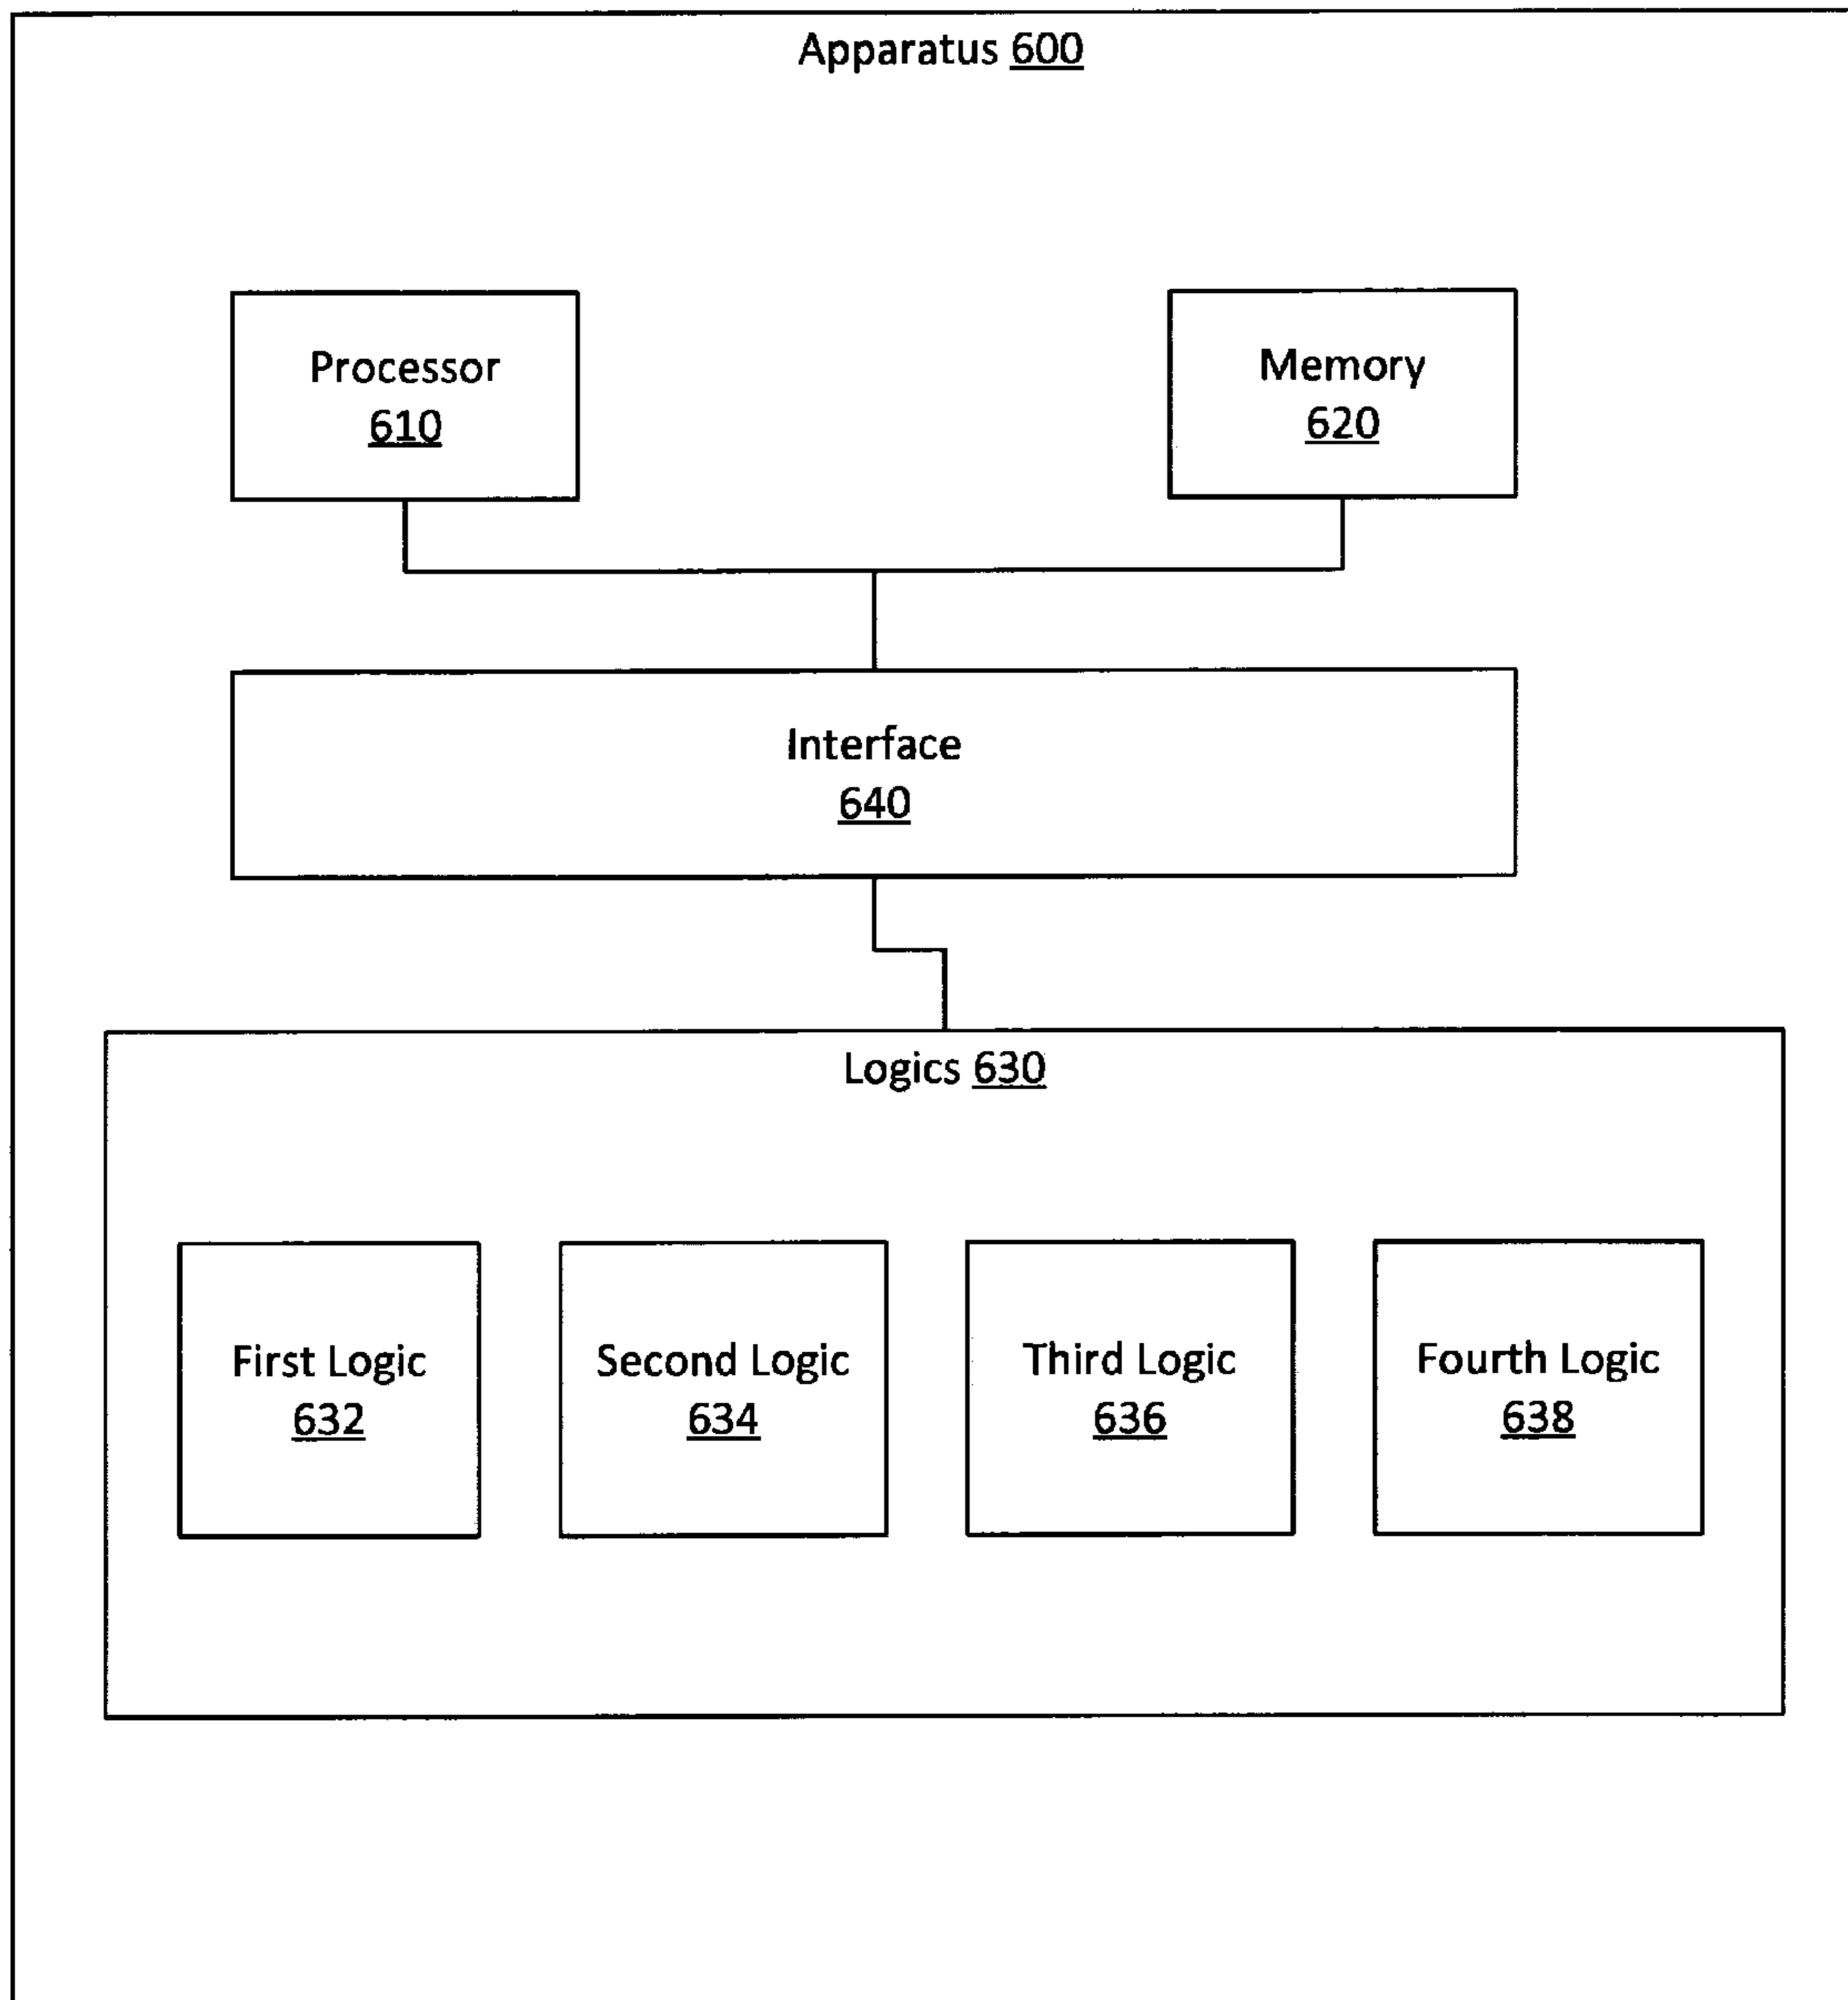 Apparatus 600
Processor
610
Memory
620
Interface
640
Logics 630
First Logic
632
Second Logic
634
Third Logic
636
Fourth Logic
638